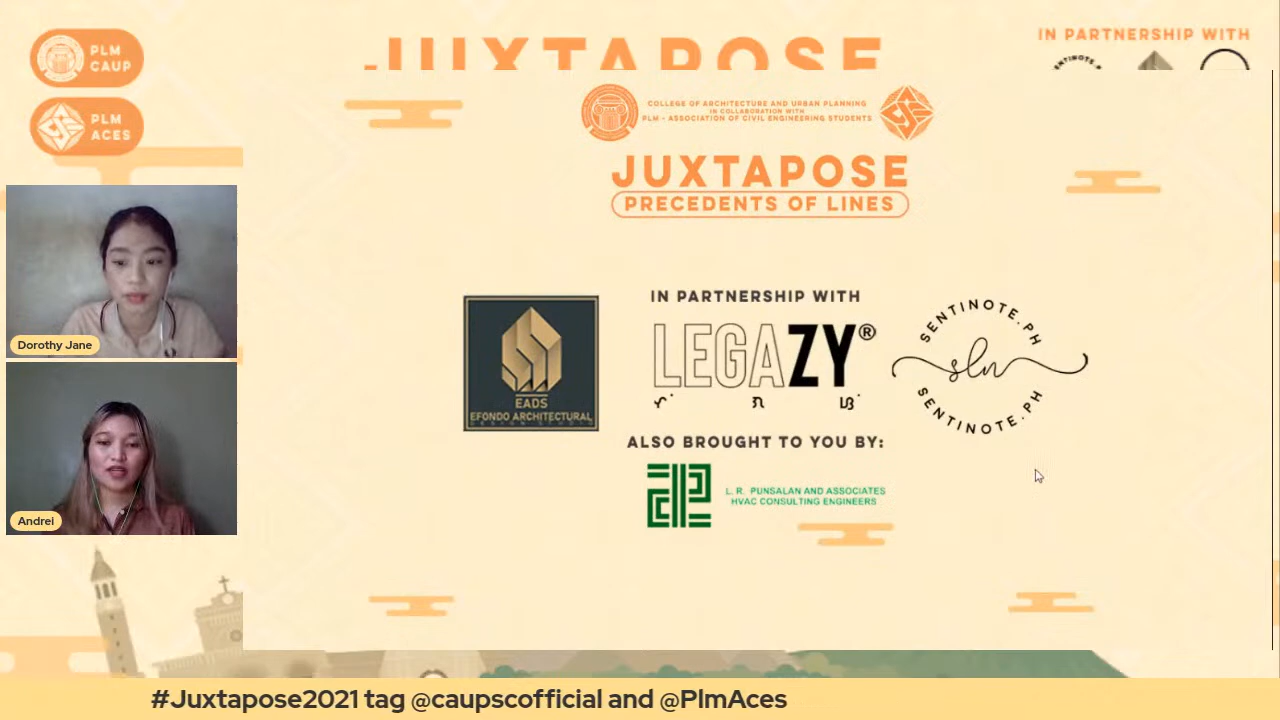 PLM
CAUP
PLM
ACES
JUXTAPOSE
IN PARTNERSHIP WITH
COLLEGE OF ARCHITECTURE AND URBAN PLANNING
IN COLLABORATION WITH
PLM - ASSOCIATION OF CIVIL ENGINEERING STUDENTS
JUXTAPOSE
PRECEDENTS OF LINES
Dorothy Jane
Andrei
EADS
EFONDO ARCHITECTURAL
IN PARTNERSHIP WITH
LEGAZY®
SENTINOTE.PH
sln
SENTINOTE.PH
ALSO BROUGHT TO YOU BY:
L. R. PUNSALAN AND ASSOCIATES
HVAC CONSULTING ENGINEERS
#Juxtapose2021 tag @caupscofficial and @PlmAces